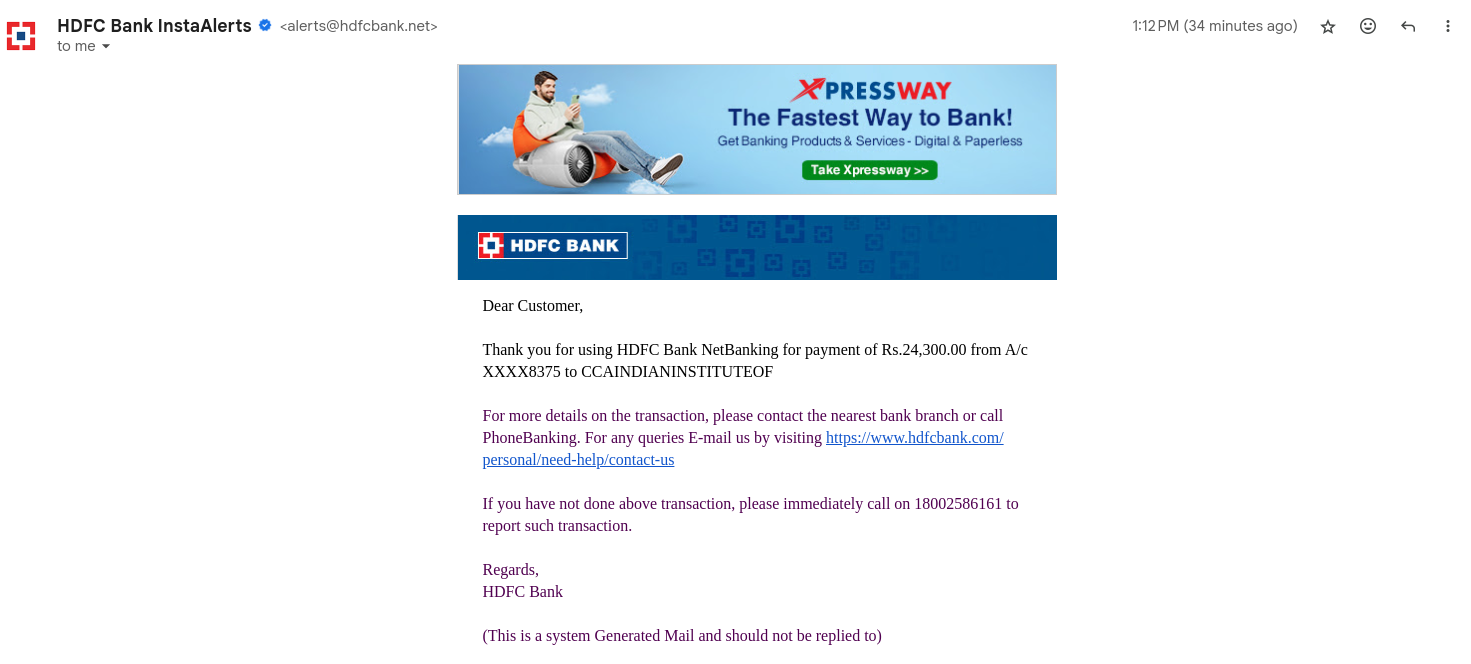 HDFC Bank InstaAlerts <alerts@hdfcbank.net> 1:12 PM (34 minutes ago)
to me
XPRESSWAY
The Fastest Way to Bank!
Get Banking Products & Services - Digital & Paperless
Take Xpressway >>
HDFC BANK
Dear Customer,
Thank you for using HDFC Bank NetBanking for payment of Rs.24,300.00 from A/c
XXXX8375 to CCAINDIANINSTITUTEOF
For more details on the transaction, please contact the nearest bank branch or call
PhoneBanking. For any queries E-mail us by visiting https://www.hdfcbank.com/
personal/need-help/contact-us
If you have not done above transaction, please immediately call on 18002586161 to
report such transaction.
Regards,
HDFC Bank
(This is a system Generated Mail and should not be replied to)